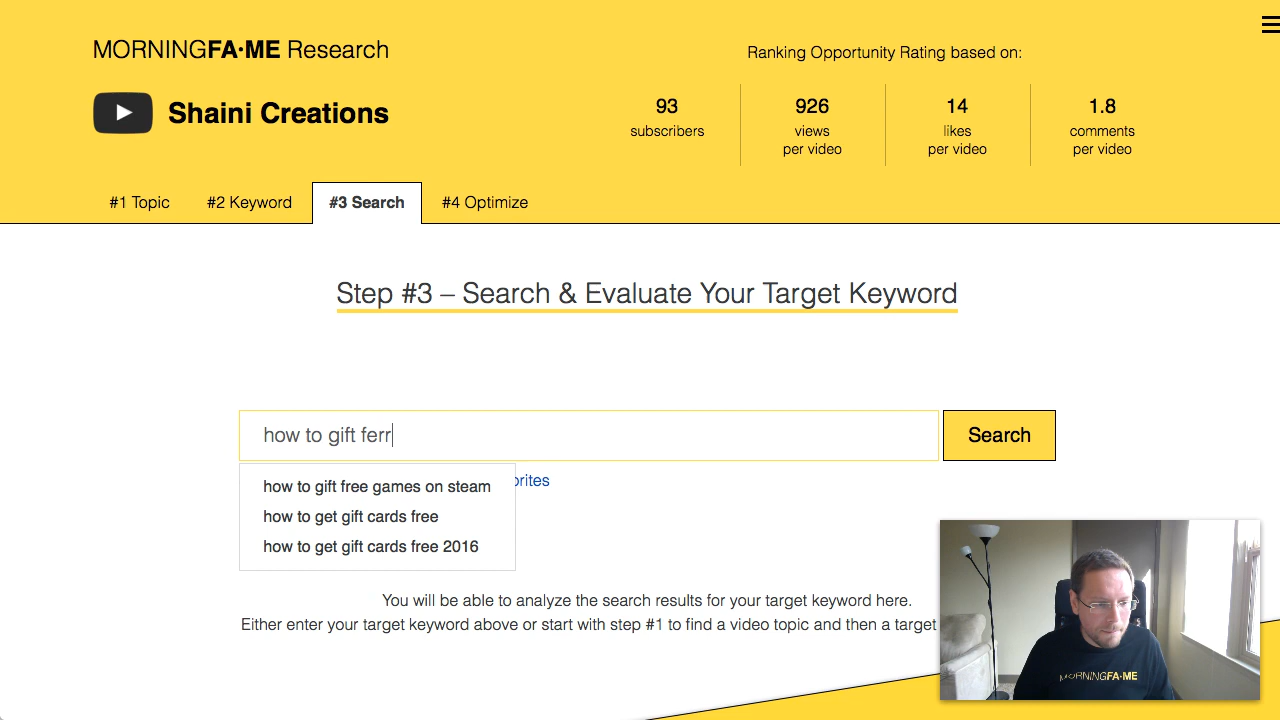 MORNINGFA·ME Research
Ranking Opportunity Rating based on:
Shaini Creations
93
subscribers
926
views
per video
14
likes
per video
1.8
comments
per video
#1 Topic
#2 Keyword
#3 Search
#4 Optimize
Step #3 – Search & Evaluate Your Target Keyword
how to gift ferr
Search
orites
how to gift free games on steam
how to get gift cards free
how to get gift cards free 2016
You will be able to analyze the search results for your target keyword here.
Either enter your target keyword above or start with step #1 to find a video topic and then a target
MORNINGFA·ME